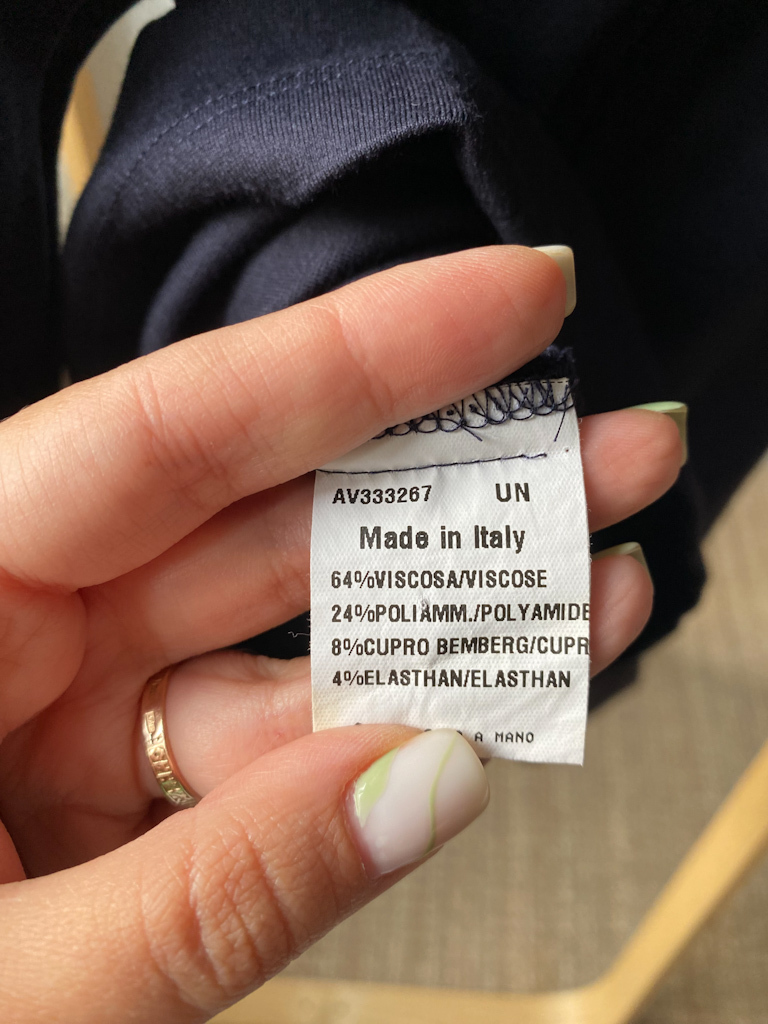 AV333267 UN
Made in Italy
64%VISCOSA/VISCOSE
24%POLIAMM./POLYAMIDE
8%CUPRO BEMBERG/CUPR
4%ELASTHAN/ELASTHAN
A MANO